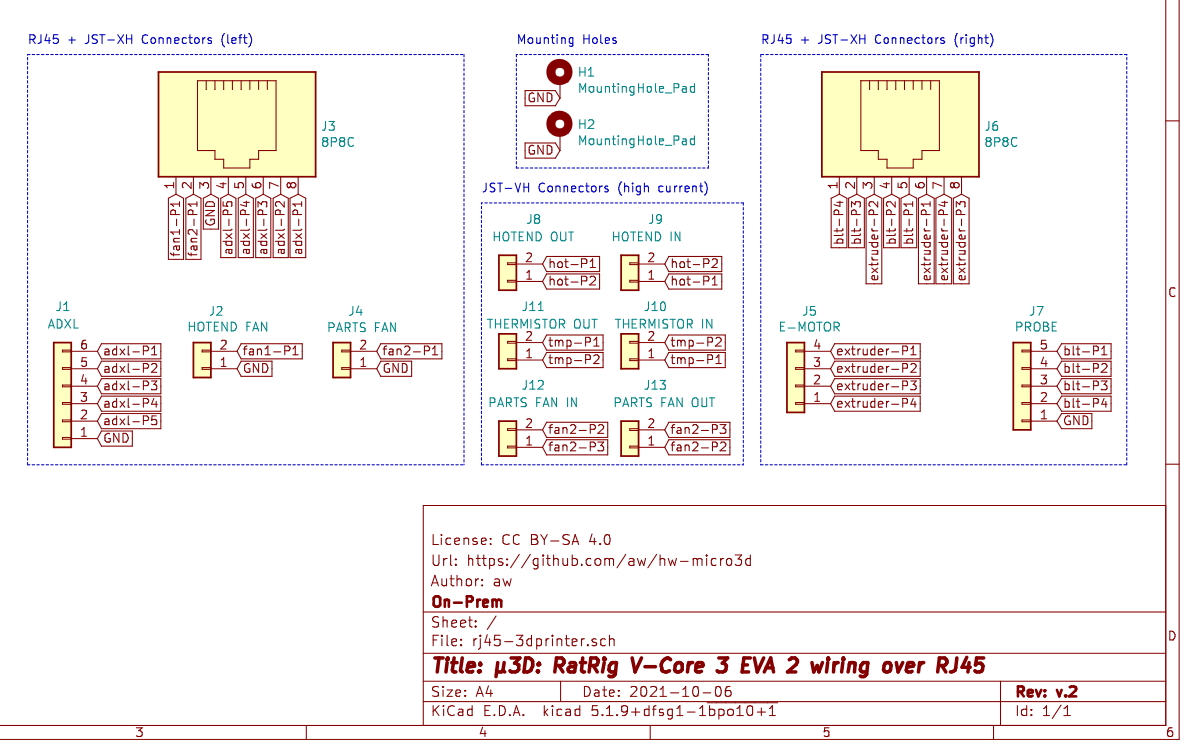 RJ45 + JST-XH Connectors (left)
J3
8P8C
1 2 3 4 5 6 7 8
fan1-P1
fan2-P1
GND
adxl-P5
adxl-P4
adxl-P3
adxl-P2
adxl-P1
J1
ADXL
6 adxl-P1
5 adxl-P2
4 adxl-P3
3 adxl-P4
2 adxl-P5
1 GND
J2
HOTEND FAN
2 fan1-P1
1 GND
J4
PARTS FAN
2 fan2-P1
1 GND
Mounting Holes
H1
MountingHole_Pad
GND
H2
MountingHole_Pad
GND
JST-VH Connectors (high current)
J8
HOTEND OUT
2 hot-P1
1 hot-P2
J9
HOTEND IN
2 hot-P2
1 hot-P1
J11
THERMISTOR OUT
2 tmp-P1
1 tmp-P2
J10
THERMISTOR IN
2 tmp-P2
1 tmp-P1
J12
PARTS FAN IN
2 fan2-P2
1 fan2-P3
J13
PARTS FAN OUT
2 fan2-P3
1 fan2-P2
RJ45 + JST-XH Connectors (right)
J6
8P8C
1 2 3 4 5 6 7 8
blt-P4
blt-P3
extruder-P2
blt-P2
blt-P1
extruder-P1
extruder-P4
extruder-P3
J5
E-MOTOR
4 extruder-P1
3 extruder-P2
2 extruder-P3
1 extruder-P4
J7
PROBE
5 blt-P1
4 blt-P2
3 blt-P3
2 blt-P4
1 GND
C
D
License: CC BY-SA 4.0
Url: https://github.com/aw/hw-micro3d
Author: aw
On-Prem
Sheet: /
File: rj45-3dprinter.sch
Title: µ3D: RatRig V-Core 3 EVA 2 wiring over RJ45
Size: A4 Date: 2021-10-06 Rev: v.2
KiCad E.D.A. kicad 5.1.9+dfsg1-1bpo10+1 Id: 1/1
3 4 5 6